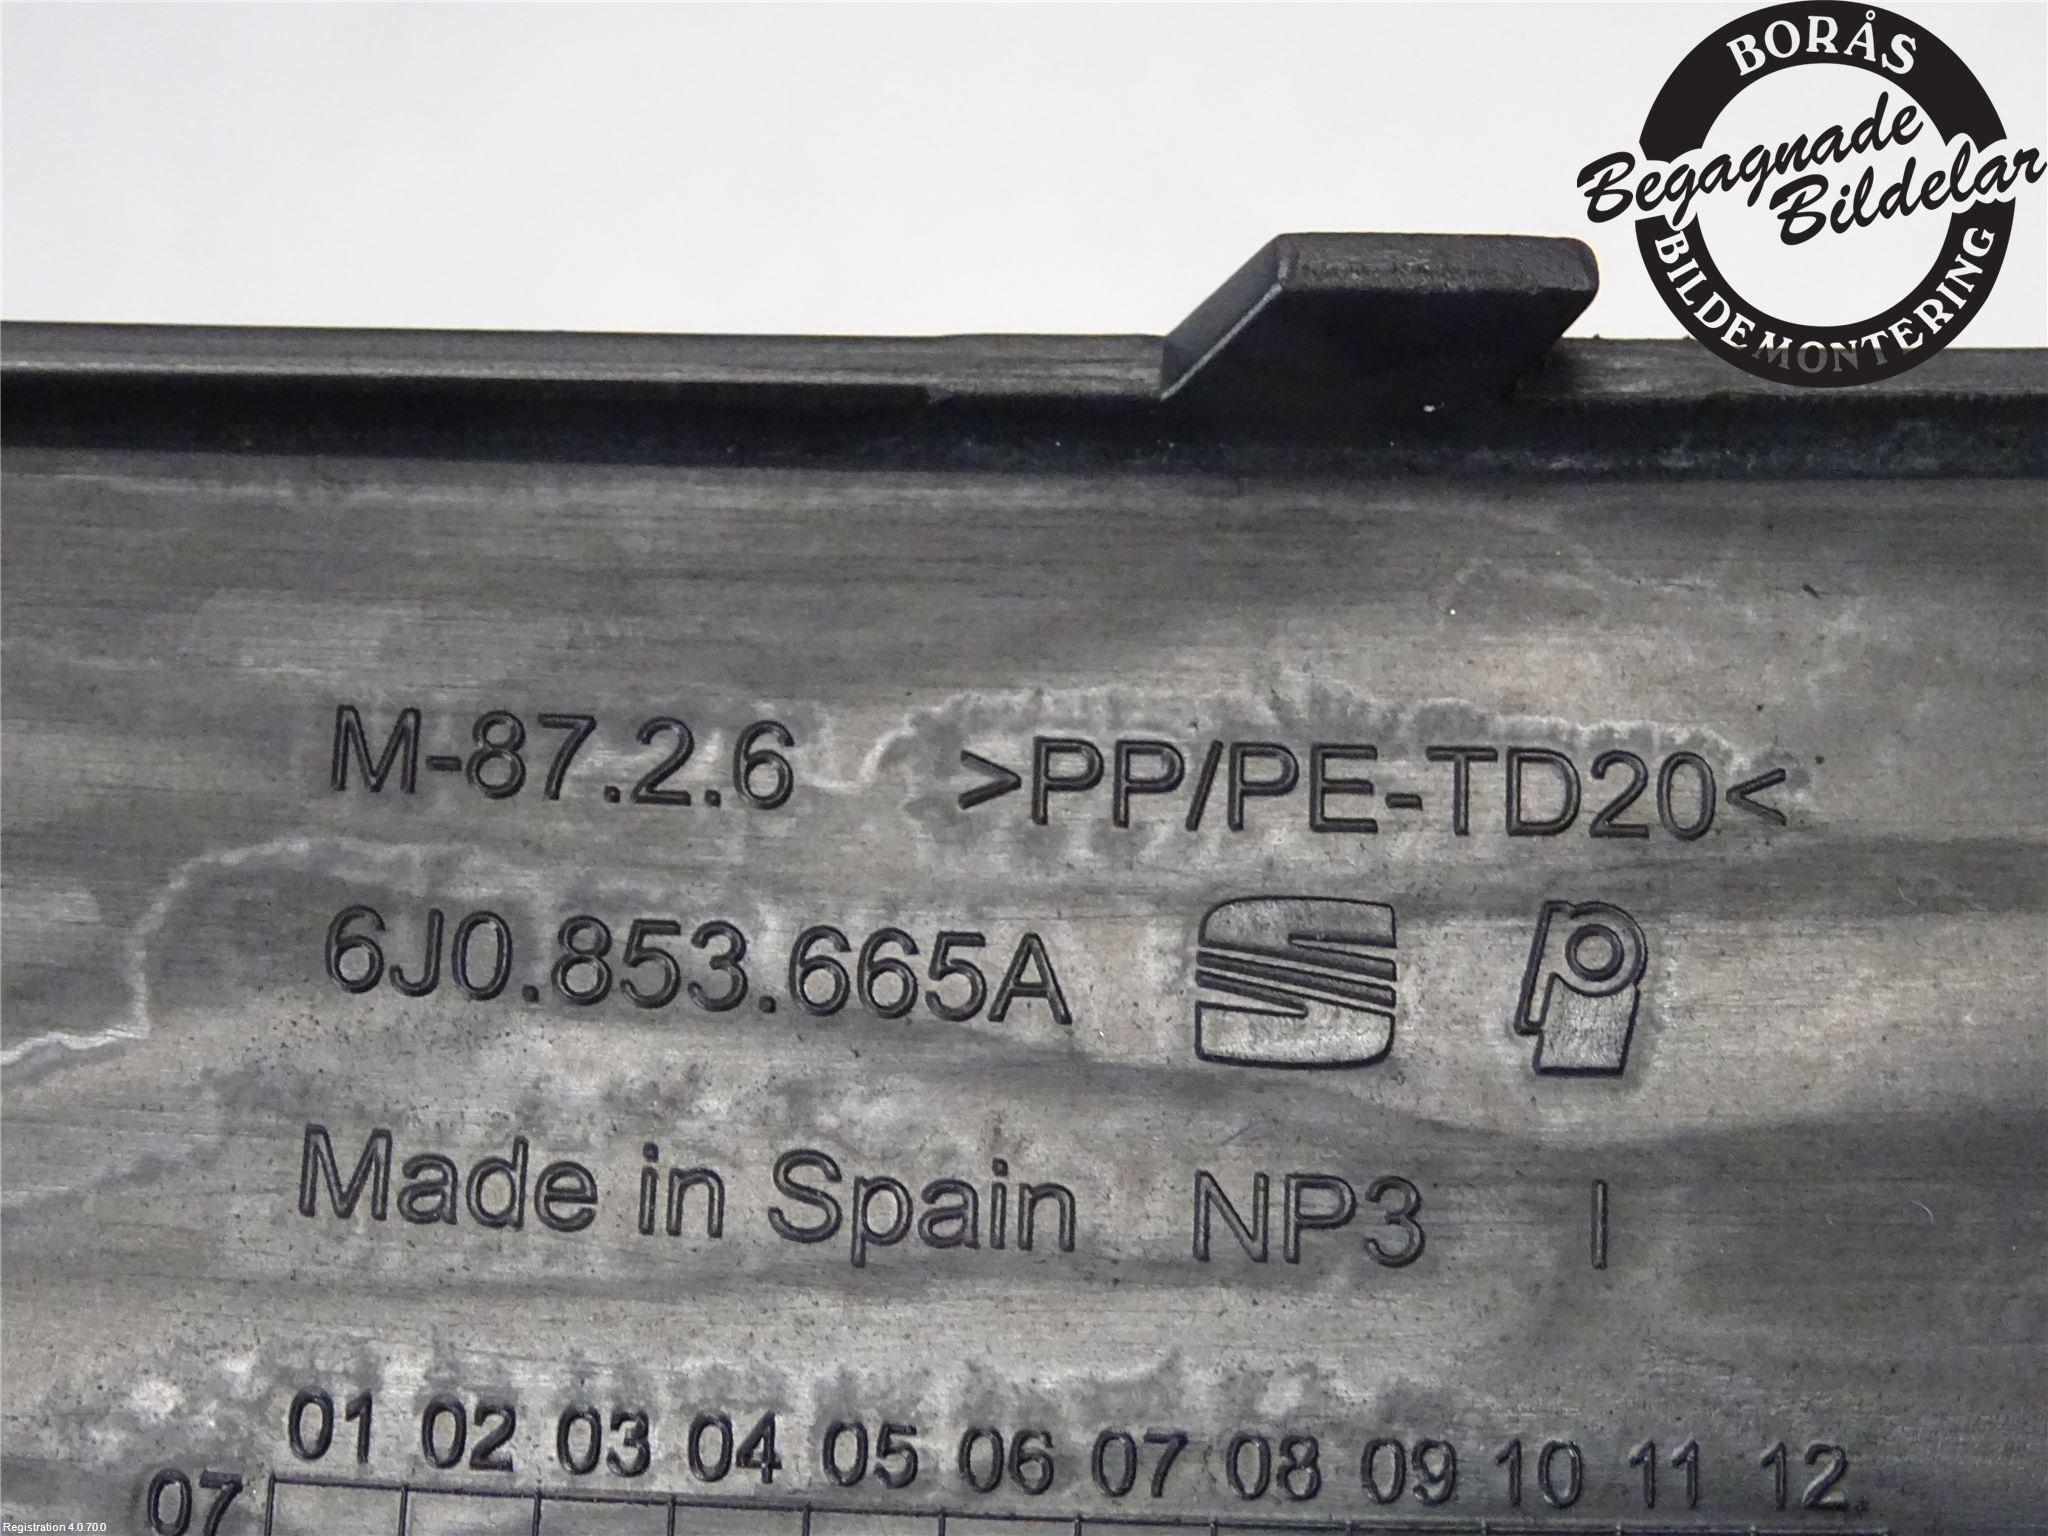 BORÅS
Begagnade
Bildelar
BILDEMONTERING
M-87.2.6 >PP/PE-TD20<
6J0.853.665A
Made in Spain NP3 I
01 02 03 04 05 06 07 08 09 10 11 12.
07
Registration 4.0.70.0